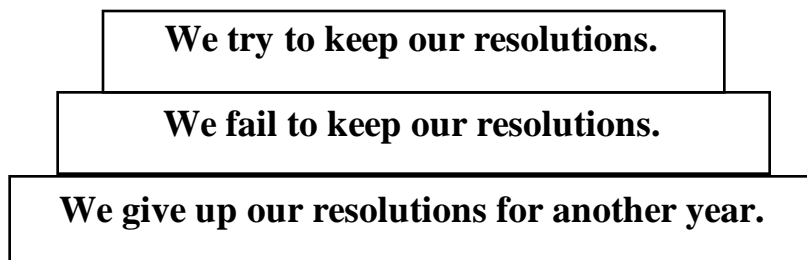 We try to keep our resolutions.
We fail to keep our resolutions.
We give up our resolutions for another year.